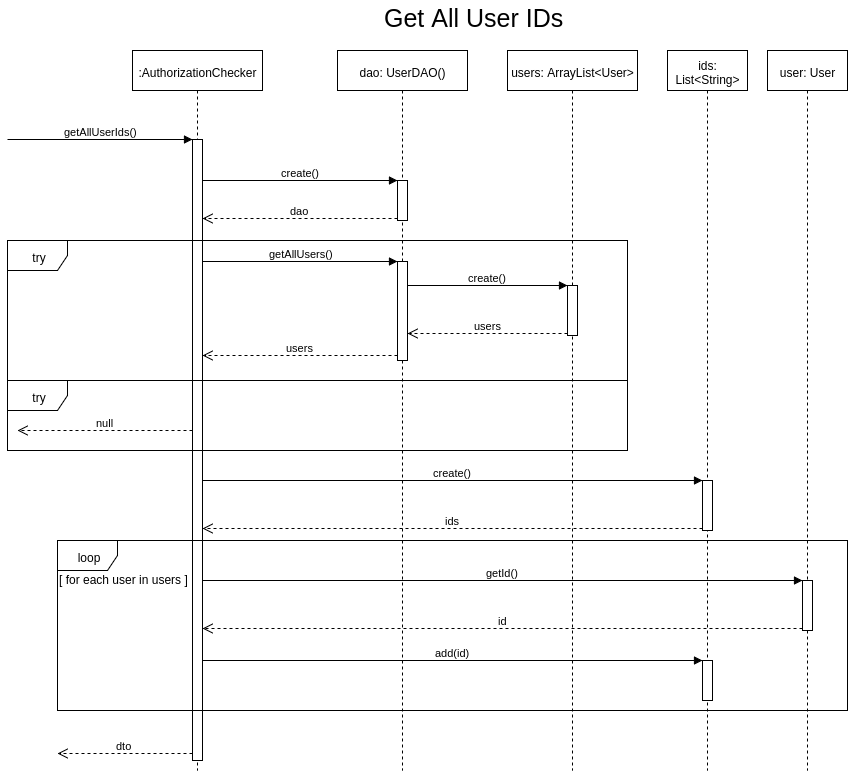 Get All User IDs
:AuthorizationChecker
dao: UserDAO()
users: ArrayList<User>
ids:
List<String>
user: User
getAllUserIds()
create()
dao
try
getAllUsers()
create()
users
users
try
null
create()
ids
loop
[ for each user in users ]
getId()
id
add(id)
dto